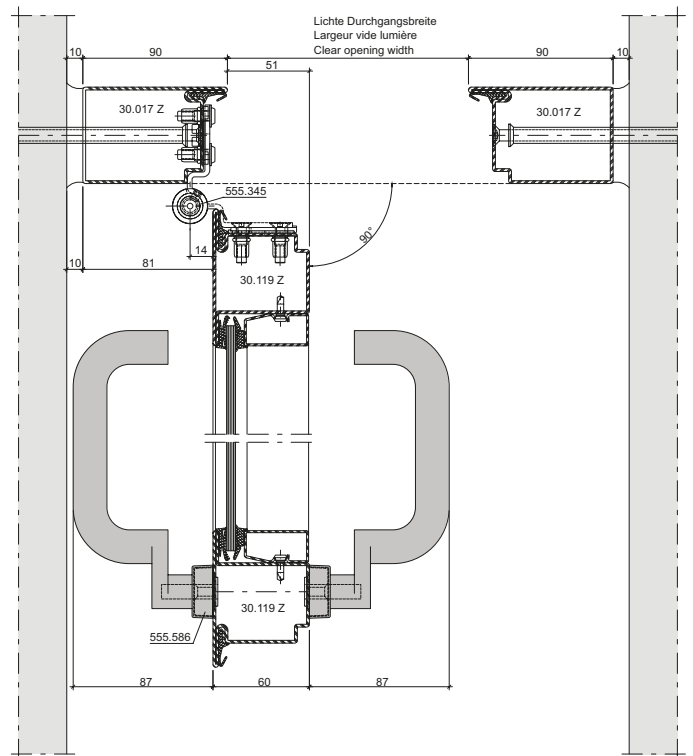 Lichte Durchgangsbreite
Largeur vide lumière
Clear opening width
10
90
90
10
51
30.017 Z
30.017 Z
555.345
90°
14
10
81
30.119 Z
30.119 Z
555.586
87
60
87